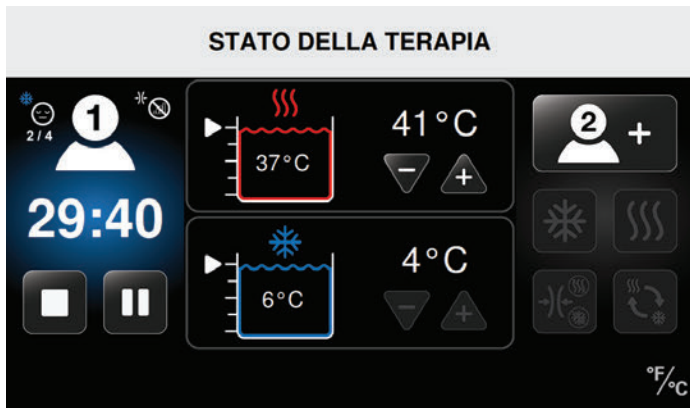 STATO DELLA TERAPIA
1
2/4
29:40
37°C
41°C
6°C
4°C
2 +
°F/°C